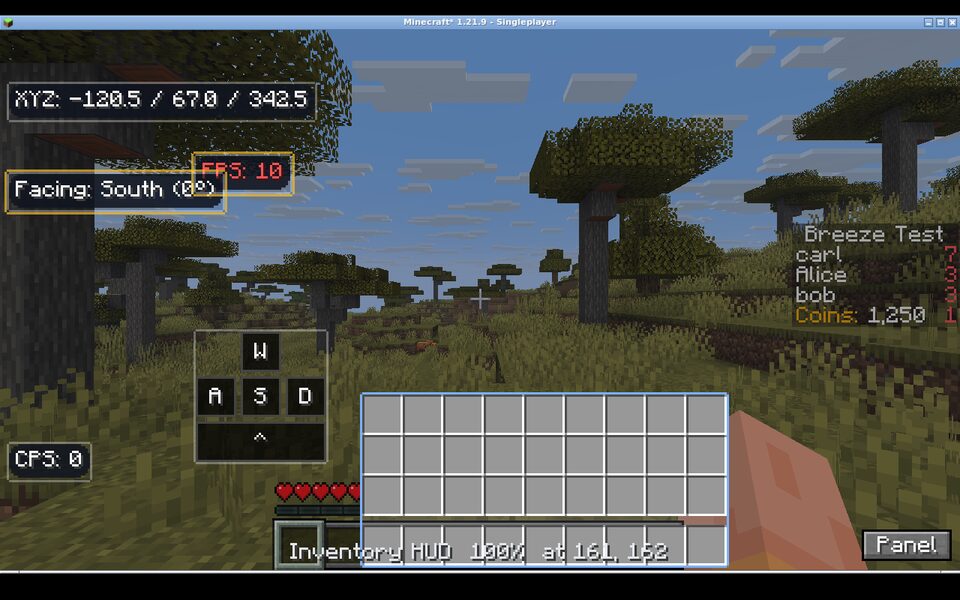 Minecraft* 1.21.9 - Singleplayer
XYZ: -120.5 / 67.0 / 342.5
FPS: 10
Facing: South (0°)
Breeze Test
carl 7
Alice 3
bob 3
Coins: 1,250 1
W
A S D
^
CPS: 0
Inventory HUD 100% at 161, 162
Panel